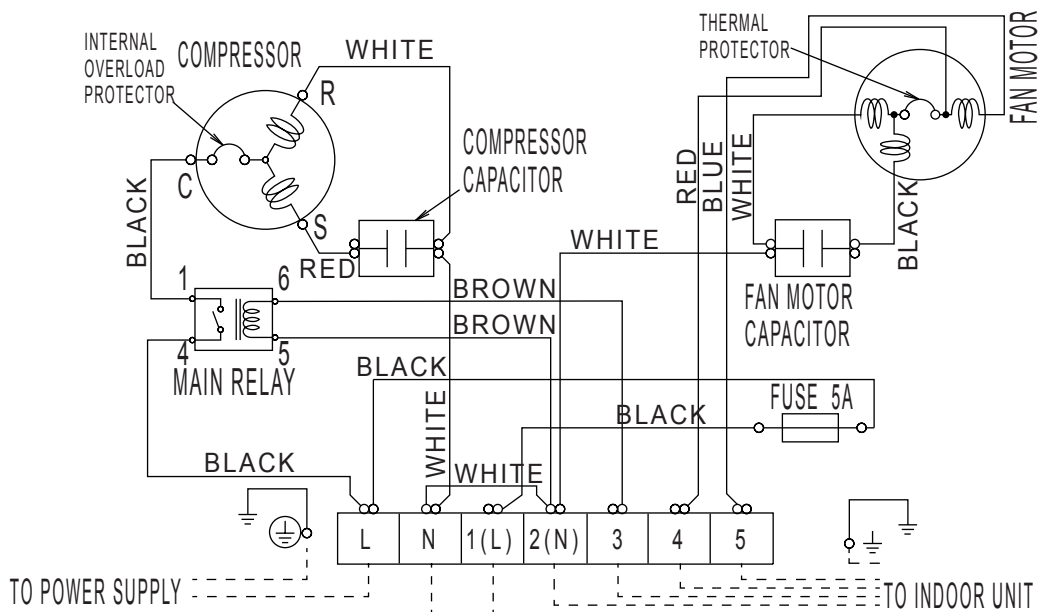 INTERNAL
OVERLOAD
PROTECTOR
COMPRESSOR
WHITE
R
C
S
BLACK
RED
COMPRESSOR
CAPACITOR
THERMAL
PROTECTOR
FAN MOTOR
RED
BLUE
WHITE
BLACK
WHITE
FAN MOTOR
CAPACITOR
1
6
4
5
MAIN RELAY
BROWN
BROWN
BLACK
BLACK
FUSE 5A
BLACK
WHITE
WHITE
L
N
1(L)
2(N)
3
4
5
TO POWER SUPPLY
TO INDOOR UNIT